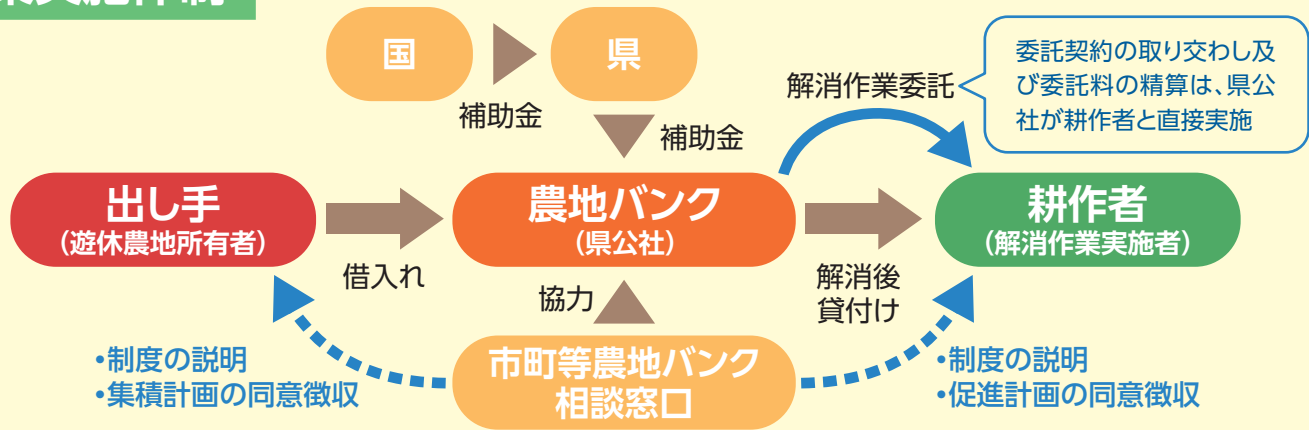 実施体制
国
県
補助金
補助金
解消作業委託
委託契約の取り交わし及
び委託料の精算は、県公
社が耕作者と直接実施
出し手
(遊休農地所有者)
借入れ
農地バンク
(県公社)
解消後
貸付け
耕作者
(解消作業実施者)
協力
市町等農地バンク
相談窓口
•制度の説明
•集積計画の同意徴収
•制度の説明
•促進計画の同意徴収